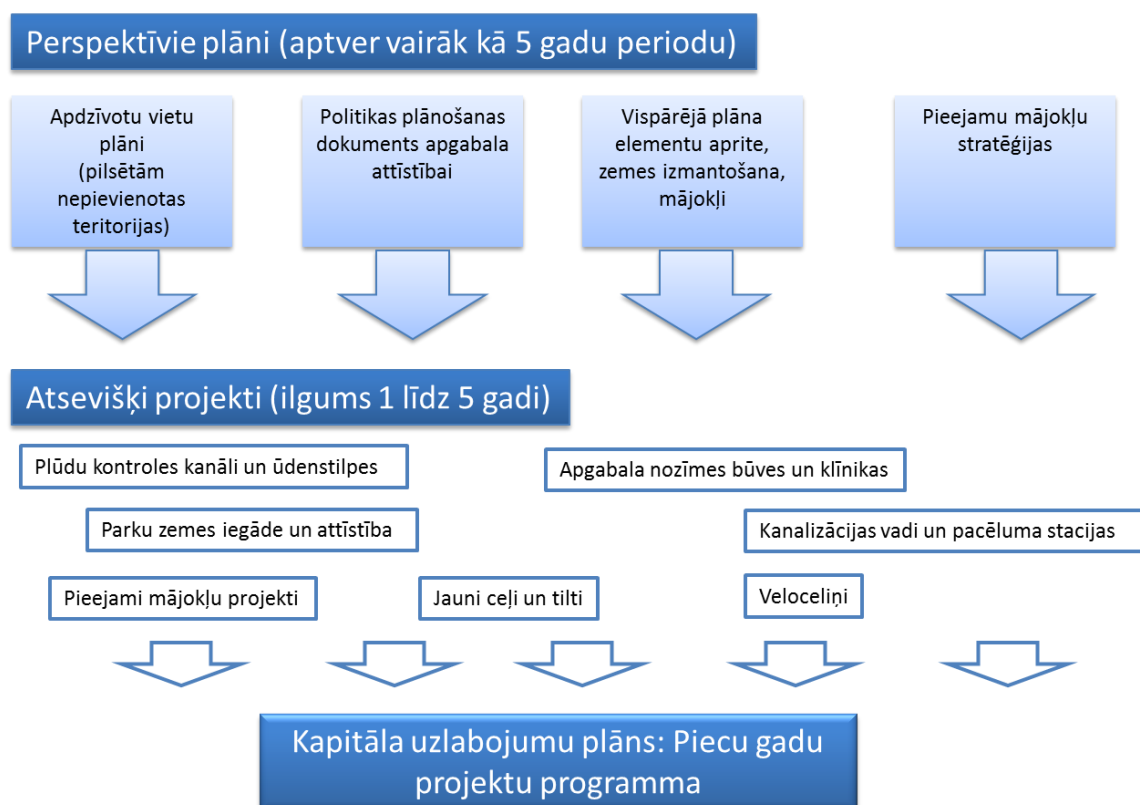 Perspektīvie plāni (aptver vairāk kā 5 gadu periodu)
Apdzīvotu vietu
plāni
(pilsētām
nepievienotas
teritorijas)
Politikas plānošanas
dokuments apgabala
attīstībai
Vispārējā plāna
elementu aprite,
zemes izmantošana,
mājokļi
Pieejamu mājokļu
stratēģijas
Atsevišķi projekti (ilgums 1 līdz 5 gadi)
Plūdu kontroles kanāli un ūdenstilpes
Apgabala nozīmes būves un klīnikas
Parku zemes iegāde un attīstība
Kanalizācijas vadi un pacēluma stacijas
Pieejami mājokļu projekti
Jauni ceļi un tilti
Veloceliņi
Kapitāla uzlabojumu plāns: Piecu gadu
projektu programma